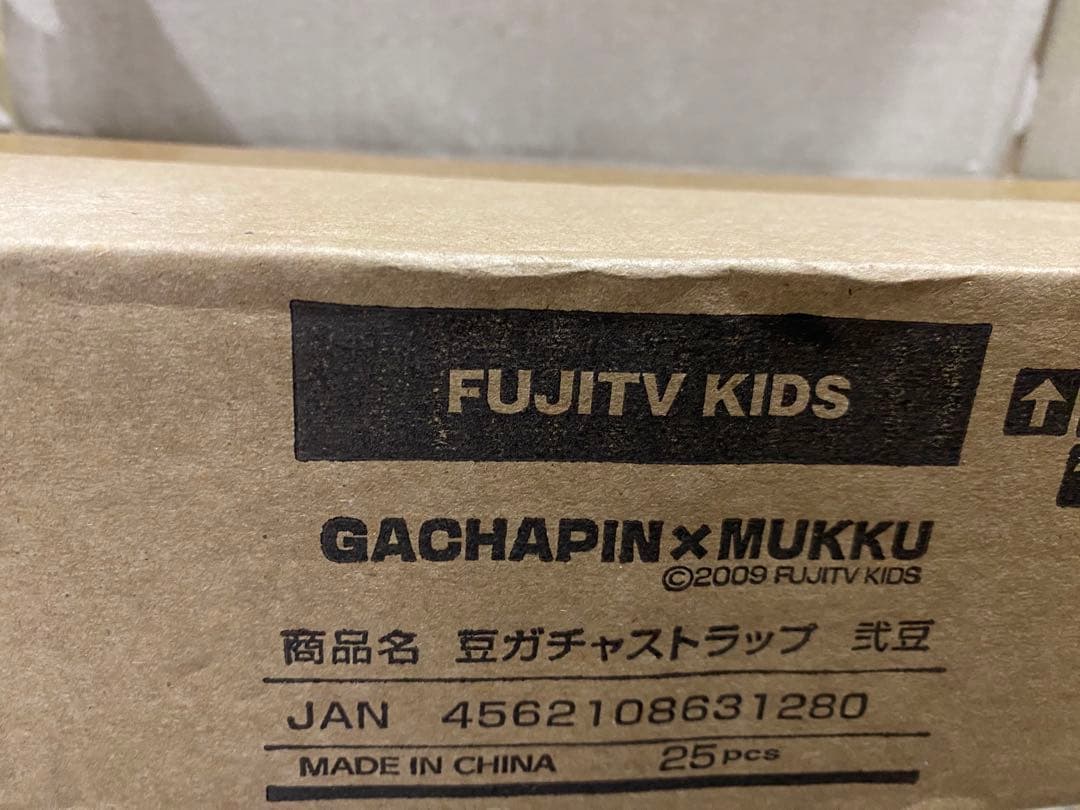 FUJITV KIDS
GACHAPIN×MUKKU
©2009 FUJITV KIDS
商品名 豆ガチャストラップ 弐豆
JAN 4562108631280
MADE IN CHINA 25pcs